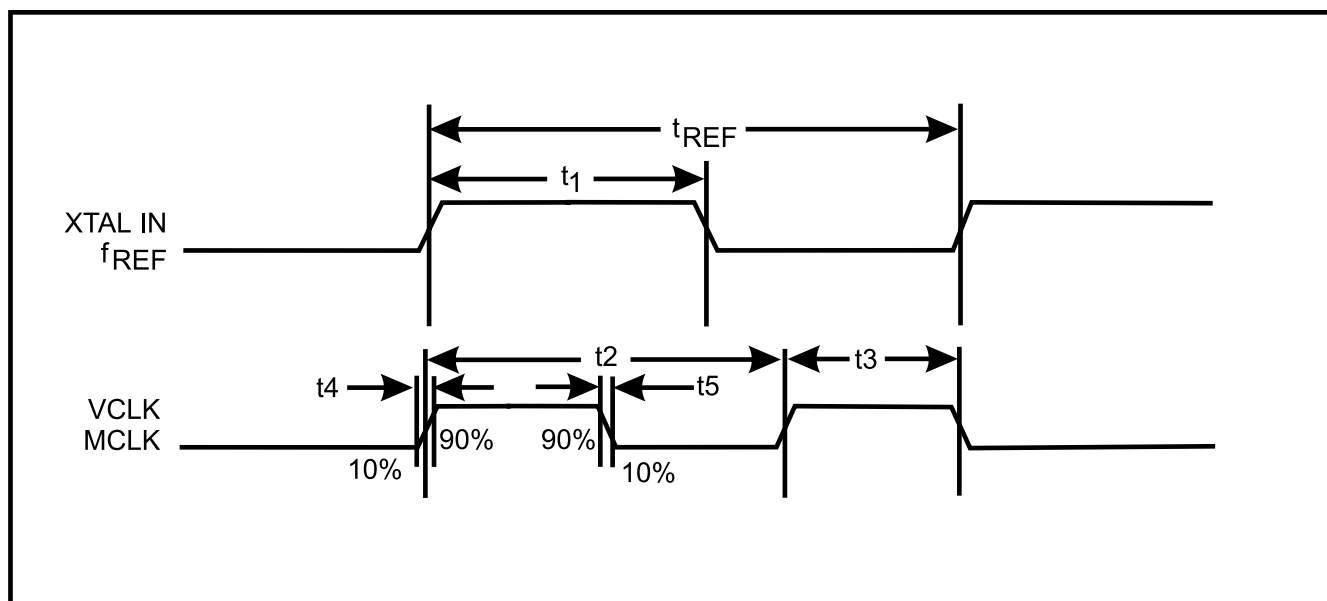 tREF
t1
XTAL IN
fREF
t2
t3
t4
t5
VCLK
MCLK
90%
90%
10%
10%